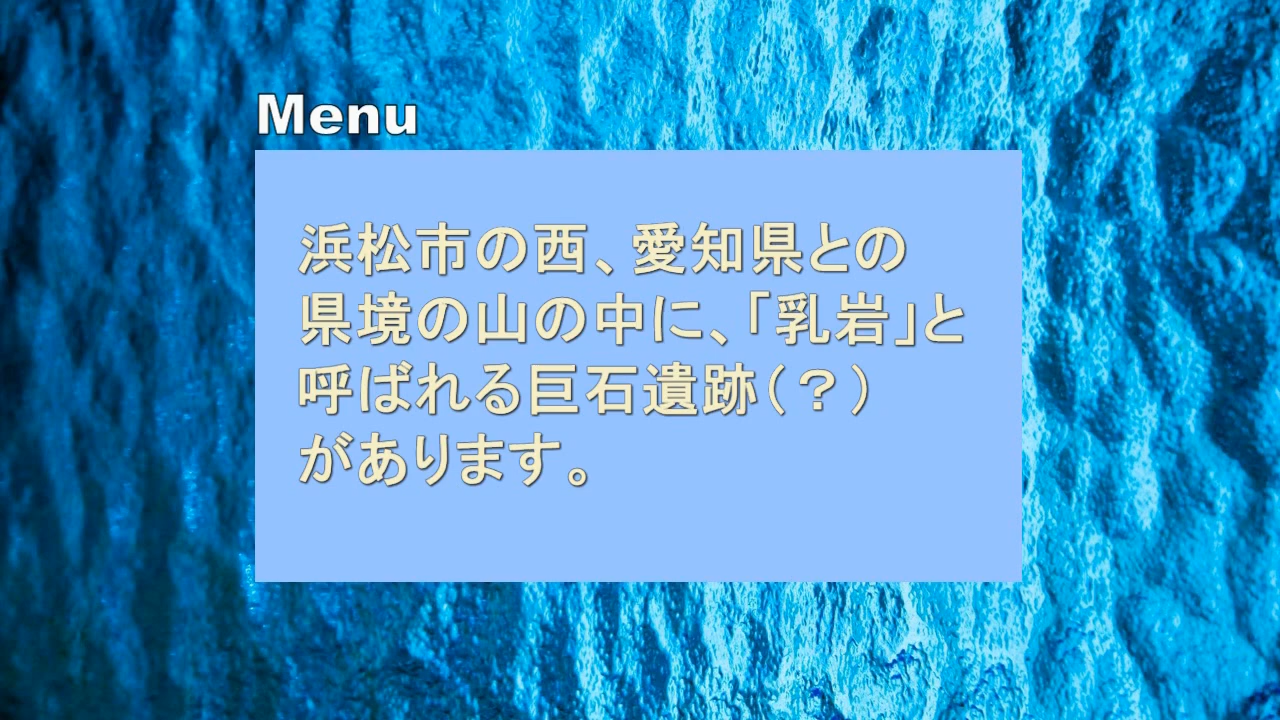 Menu
浜松市の西、愛知県との
県境の山の中に、「乳岩」と
呼ばれる巨石遺跡（？）
があります。